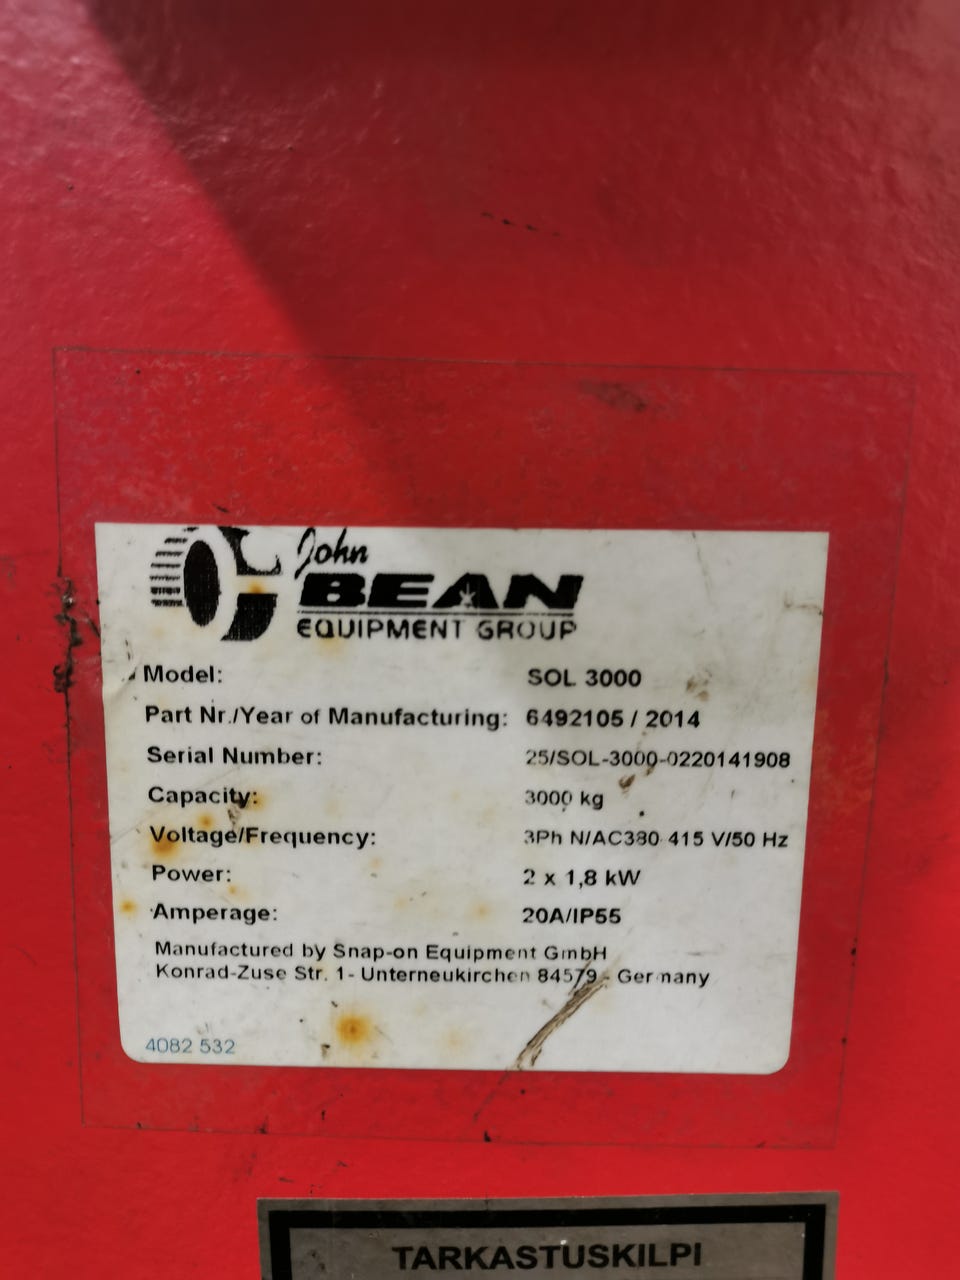 John
BEAN
EQUIPMENT GROUP
Model: SOL 3000
Part Nr./Year of Manufacturing: 6492105 / 2014
Serial Number: 25/SOL-3000-0220141908
Capacity: 3000 kg
Voltage/Frequency: 3Ph N/AC380-415 V/50 Hz
Power: 2 x 1,8 kW
Amperage: 20A/IP55
Manufactured by Snap-on Equipment GmbH
Konrad-Zuse Str. 1- Unterneukirchen 84579 - Germany
4082 532
TARKASTUSKILPI